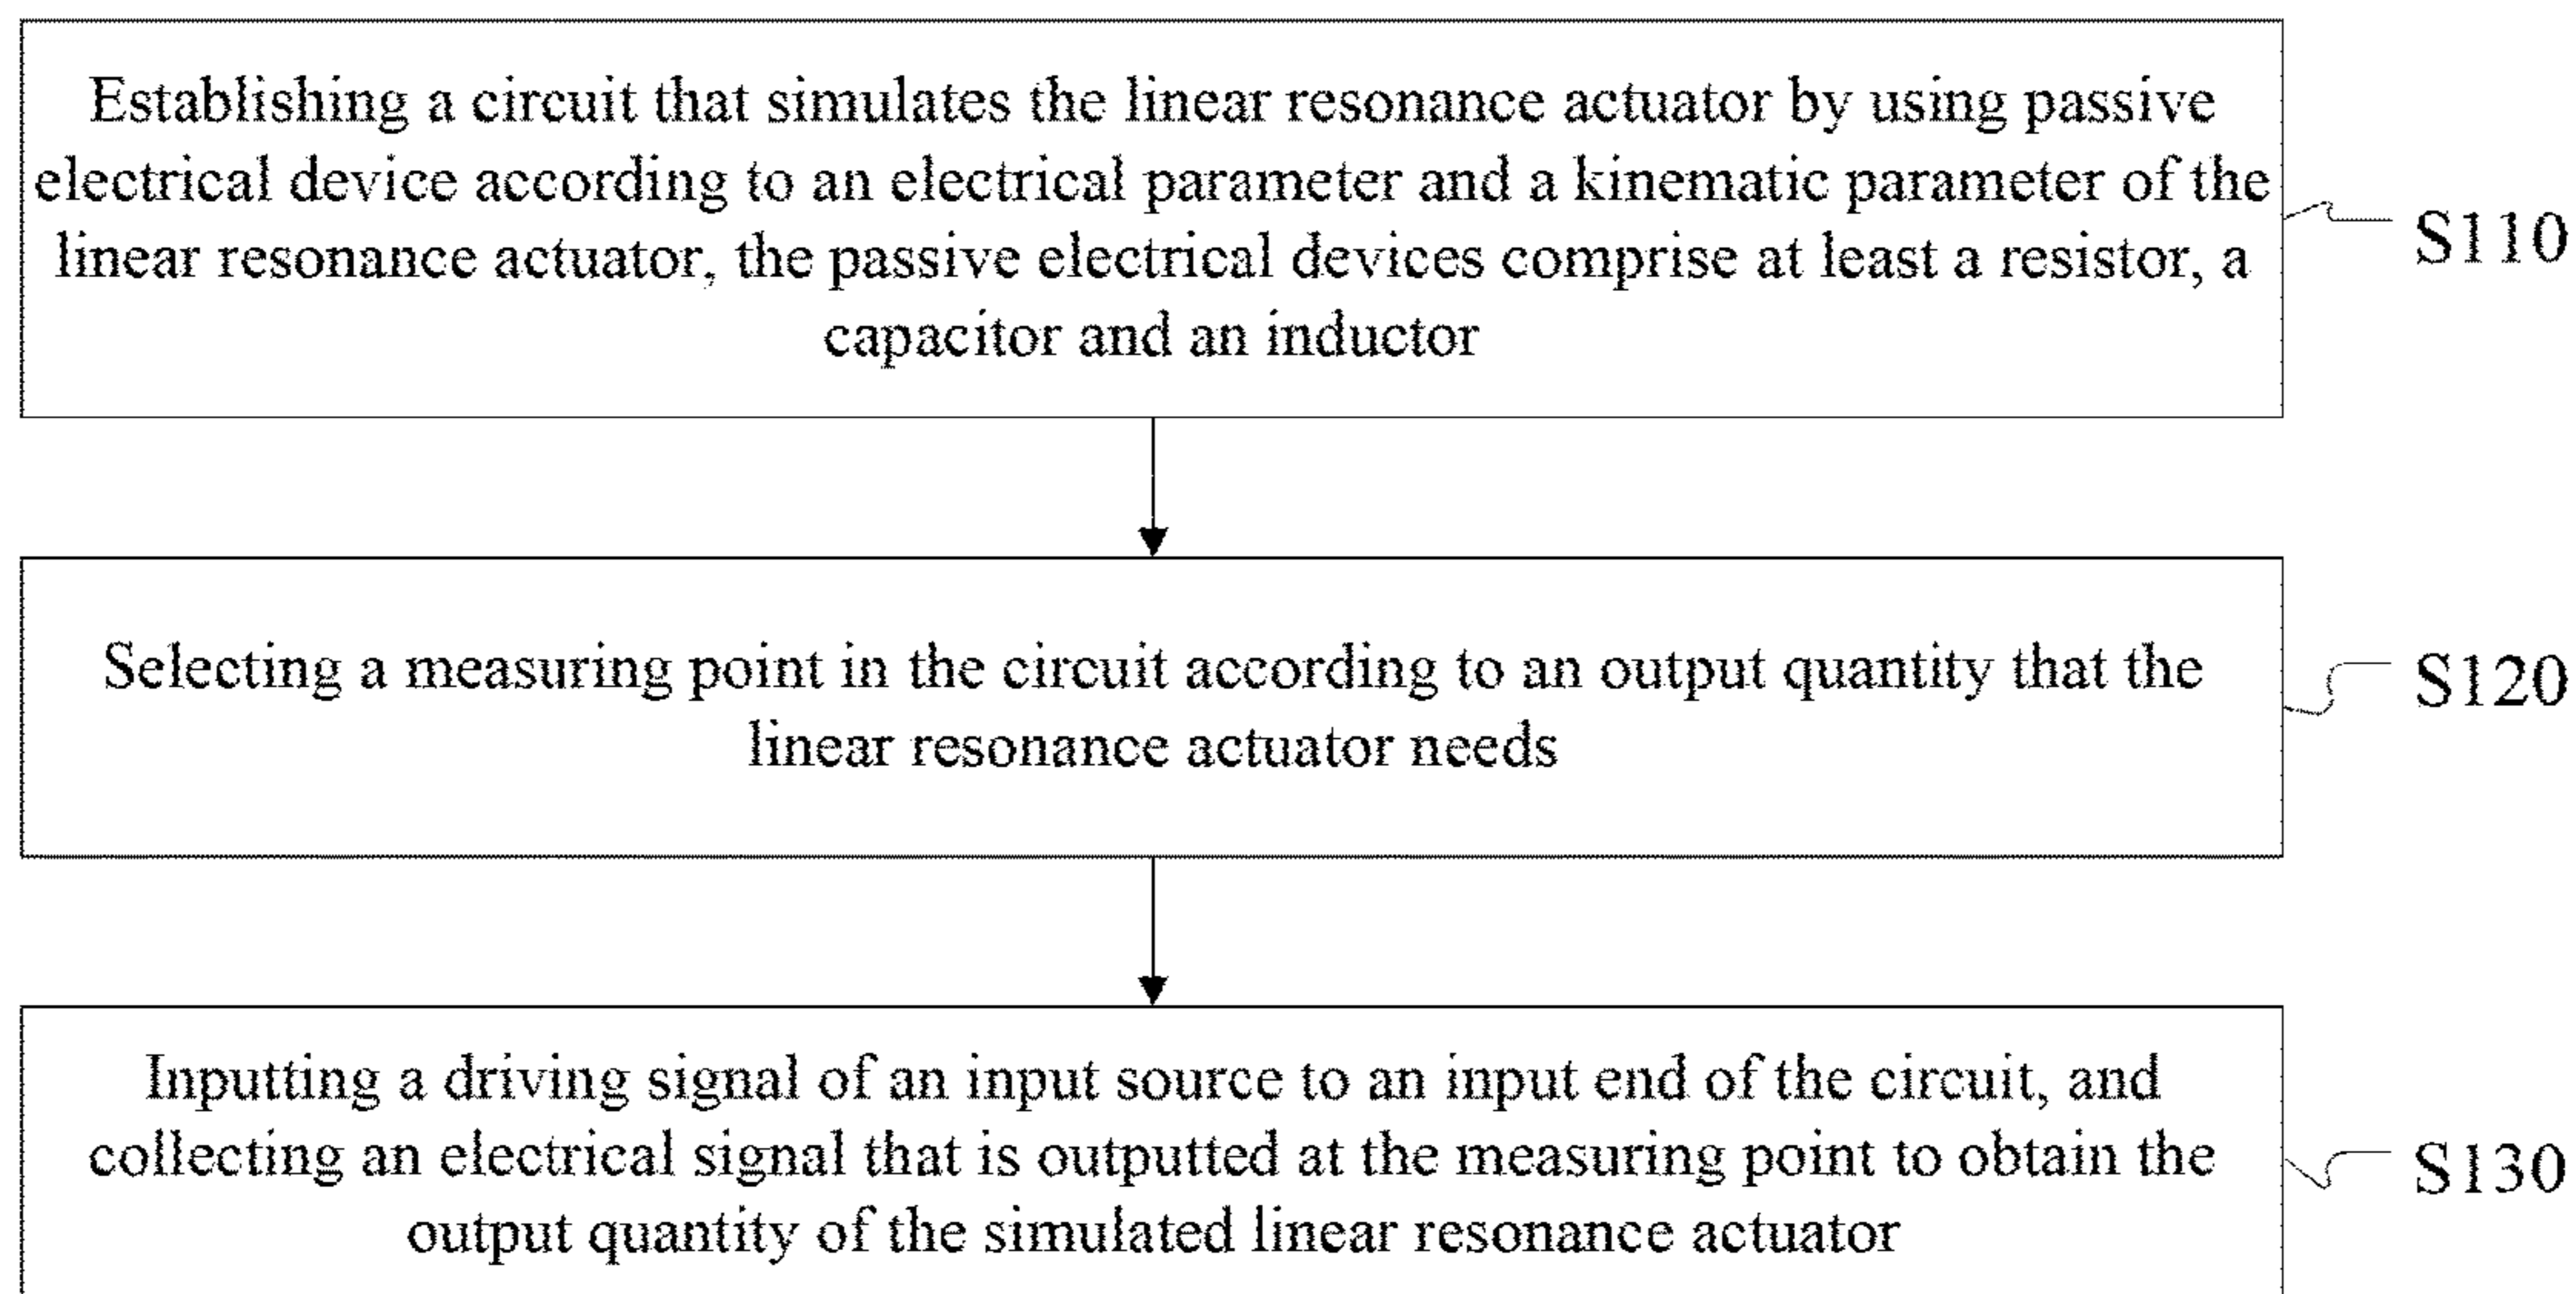 Establishing a circuit that simulates the linear resonance actuator by using passive
electrical device according to an electrical parameter and a kinematic parameter of the
linear resonance actuator, the passive electrical devices comprise at least a resistor, a
capacitor and an inductor
S110
Selecting a measuring point in the circuit according to an output quantity that the
linear resonance actuator needs
S120
Inputting a driving signal of an input source to an input end of the circuit, and
collecting an electrical signal that is outputted at the measuring point to obtain the
output quantity of the simulated linear resonance actuator
S130